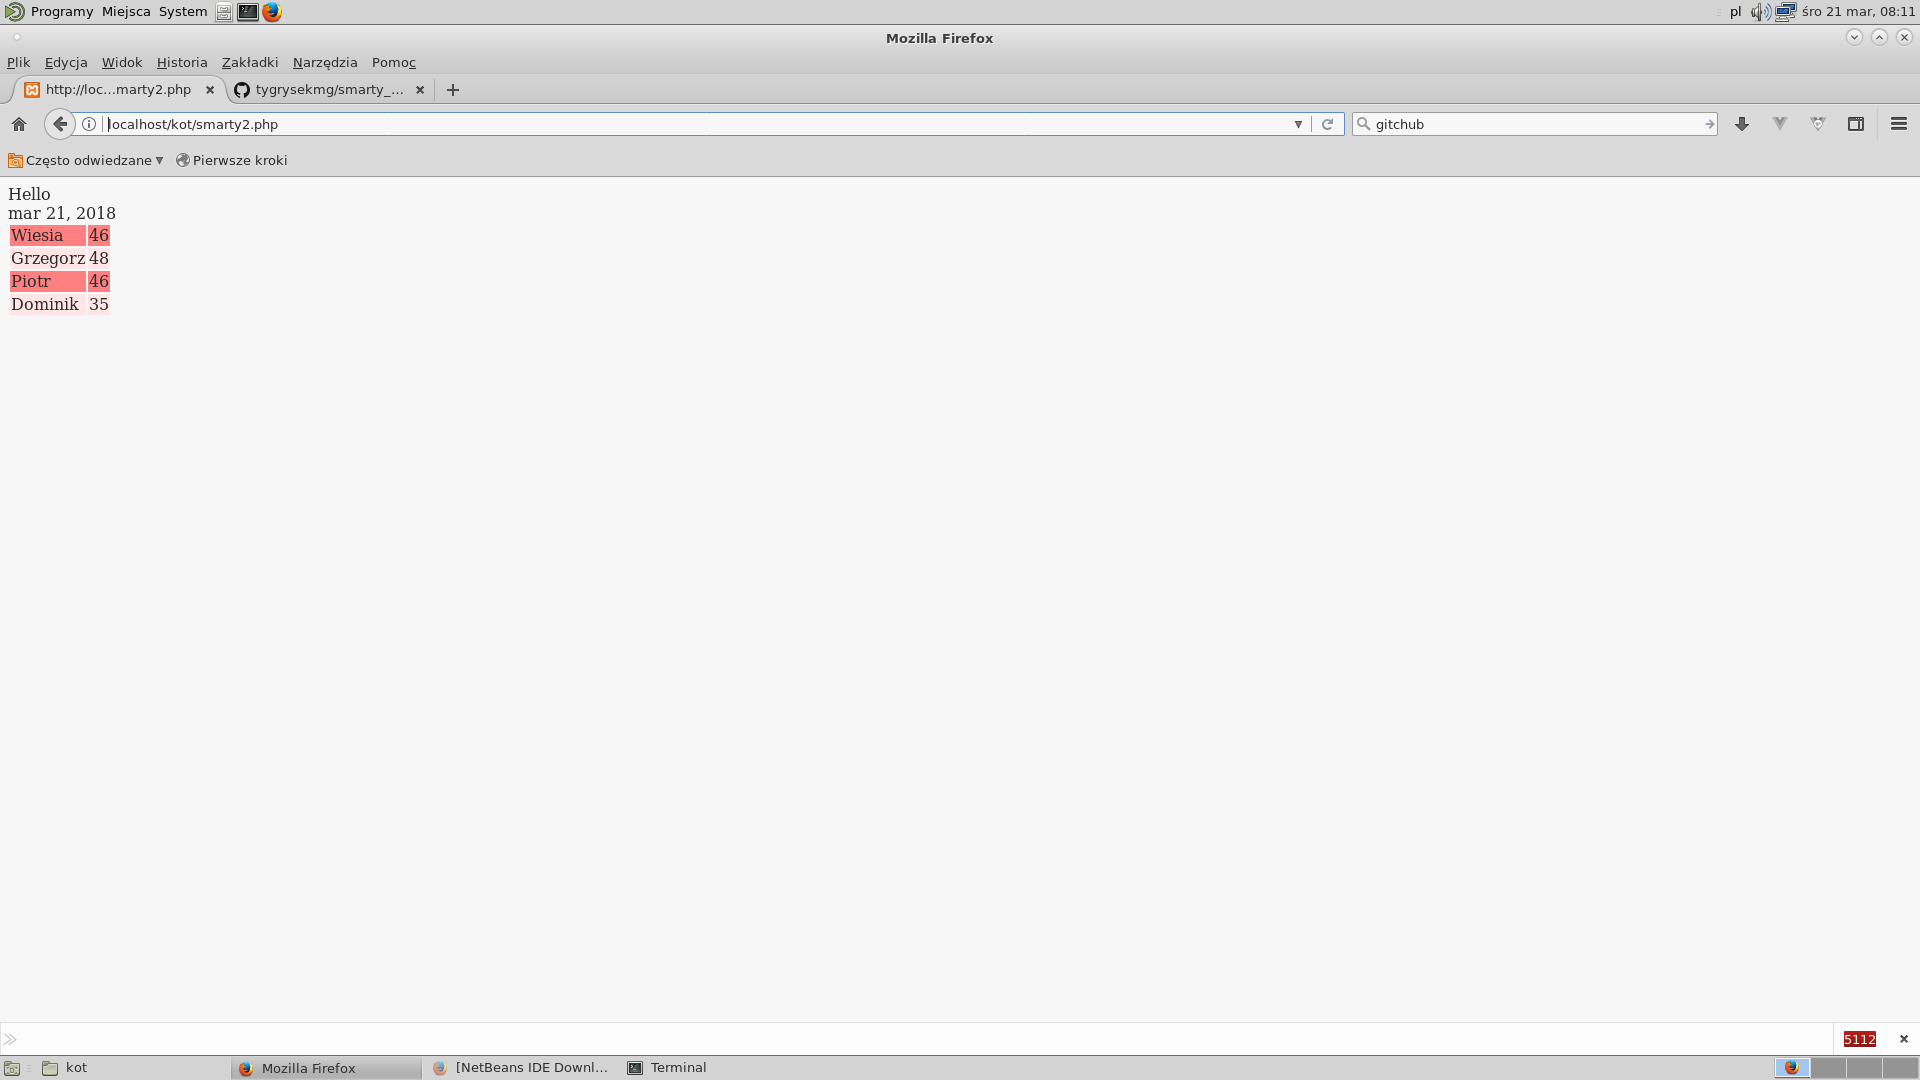 Programy Miejsca System pl śro 21 mar, 08:11
Mozilla Firefox
Plik Edycja Widok Historia Zakładki Narzędzia Pomoc
http://loc...marty2.php tygrysekmg/smarty_...
localhost/kot/smarty2.php gitchub
Często odwiedzane Pierwsze kroki
Hello
mar 21, 2018
Wiesia 46
Grzegorz 48
Piotr 46
Dominik 35
5112
kot Mozilla Firefox [NetBeans IDE Downl... Terminal